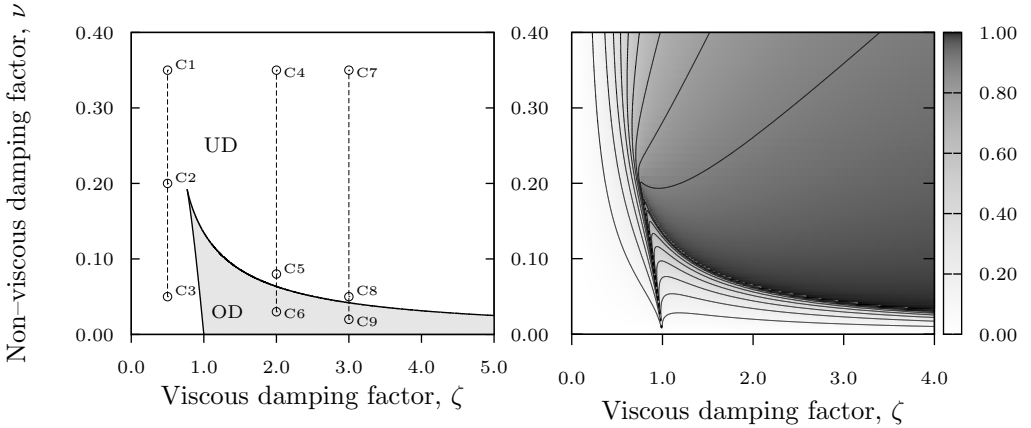 Non–viscous damping factor, ν
0.40
0.30
0.20
0.10
0.00
C1
C4
C7
UD
C2
C5
C8
C3
OD
C6
C9
0.0
1.0
2.0
3.0
4.0
5.0
Viscous damping factor, ζ
0.40
0.30
0.20
0.10
0.00
0.0
1.0
2.0
3.0
4.0
Viscous damping factor, ζ
1.00
0.80
0.60
0.40
0.20
0.00